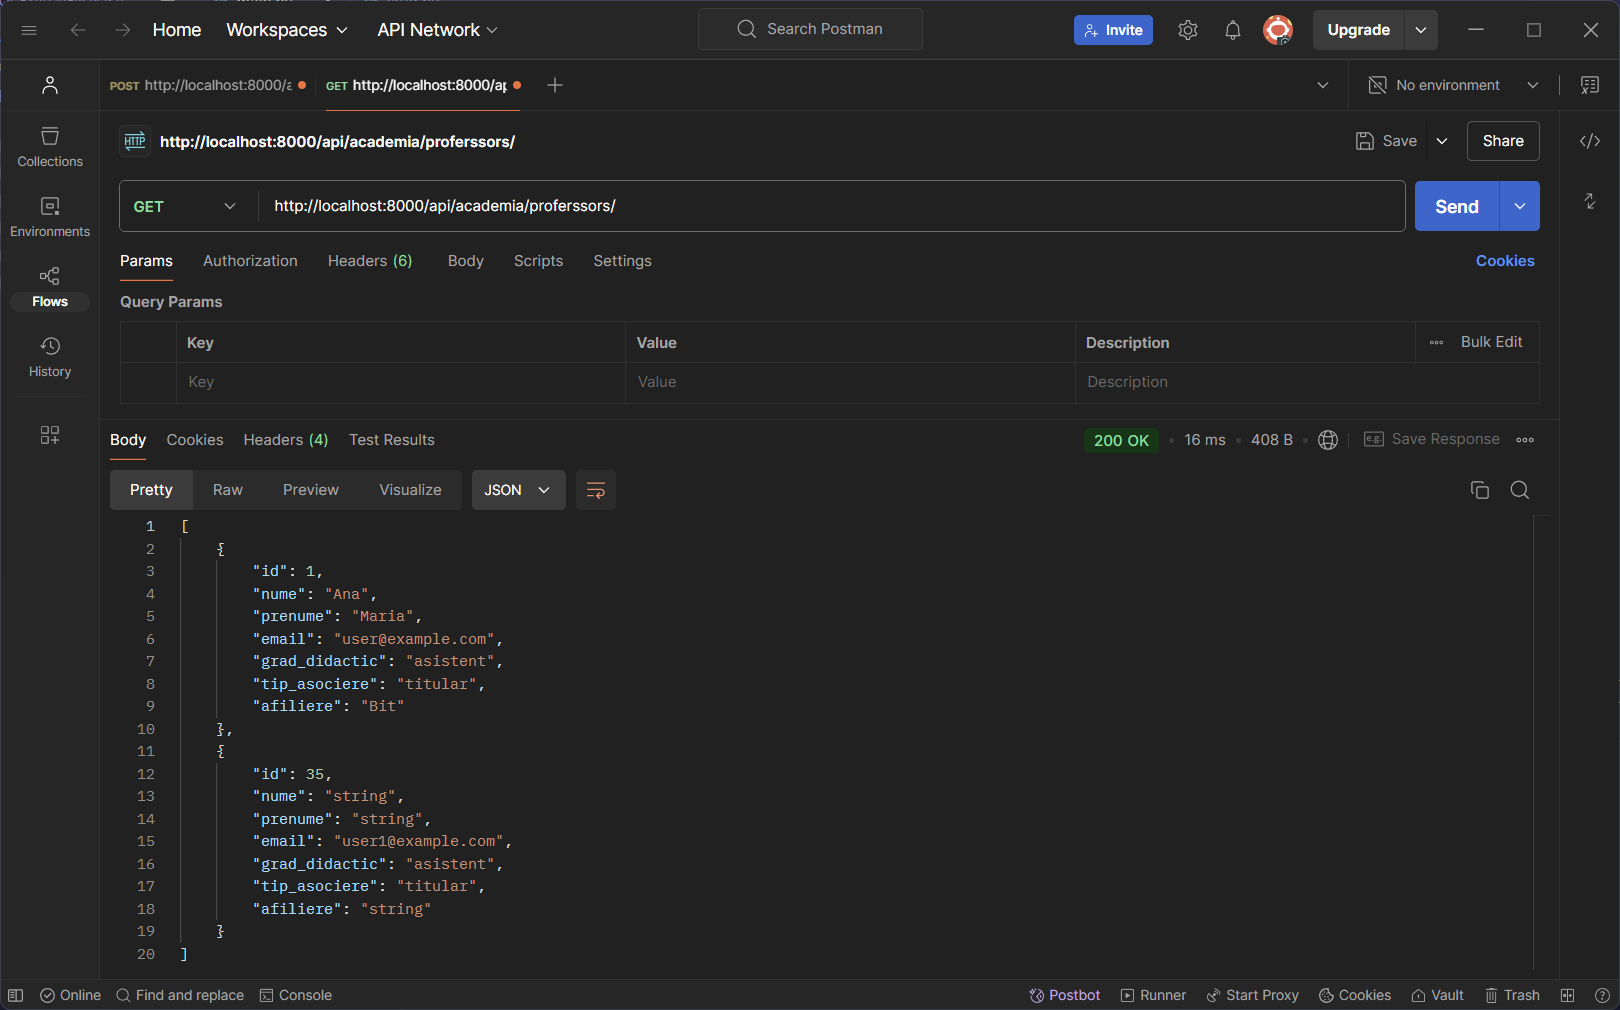 Home Workspaces API Network Search Postman Invite Upgrade
POST http://localhost:8000/a GET http://localhost:8000/ap No environment
HTTP http://localhost:8000/api/academia/proferssors/ Save Share
Collections
GET http://localhost:8000/api/academia/proferssors/ Send
Environments
Params Authorization Headers (6) Body Scripts Settings Cookies
Flows
Query Params
Key Value Description Bulk Edit
History
Key Value Description
Body Cookies Headers (4) Test Results 200 OK 16 ms 408 B e.g. Save Response
Pretty Raw Preview Visualize JSON
1 [
2 {
3 "id": 1,
4 "nume": "Ana",
5 "prenume": "Maria",
6 "email": "user@example.com",
7 "grad_didactic": "asistent",
8 "tip_asociere": "titular",
9 "afiliere": "Bit"
10 },
11 {
12 "id": 35,
13 "nume": "string",
14 "prenume": "string",
15 "email": "user1@example.com",
16 "grad_didactic": "asistent",
17 "tip_asociere": "titular",
18 "afiliere": "string"
19 }
20 ]
Online Find and replace Console Postbot Runner Start Proxy Cookies Vault Trash